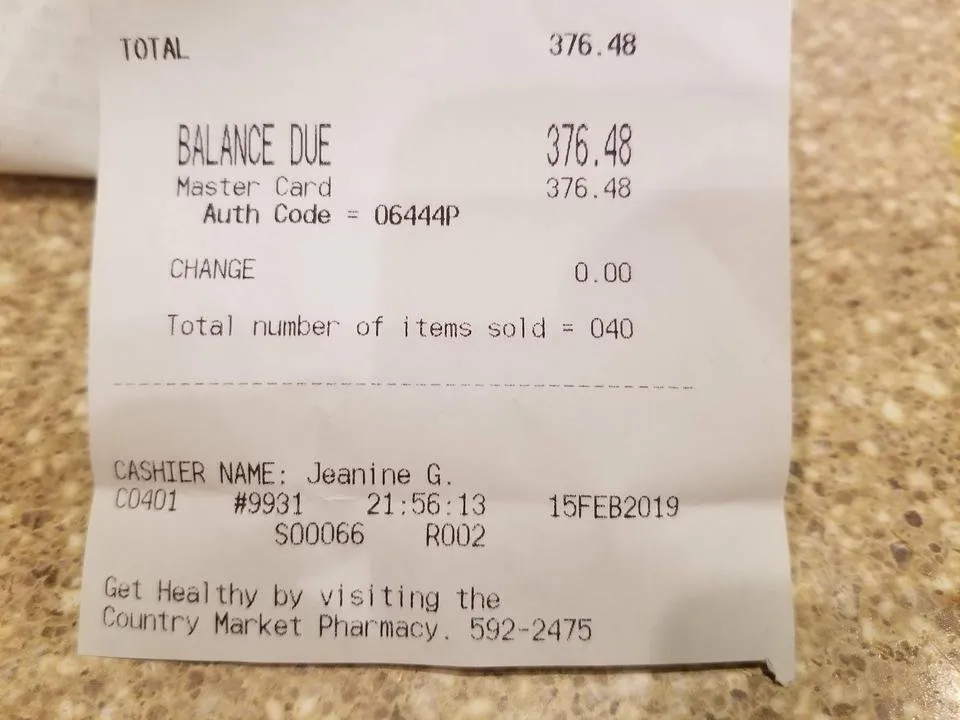 TOTAL 376.48
BALANCE DUE 376.48
Master Card 376.48
Auth Code = 06444P
CHANGE 0.00
Total number of items sold = 040
CASHIER NAME: Jeanine G.
C0401 #9931 21:56:13 15FEB2019
S00066 R002
Get Healthy by visiting the
Country Market Pharmacy. 592-2475